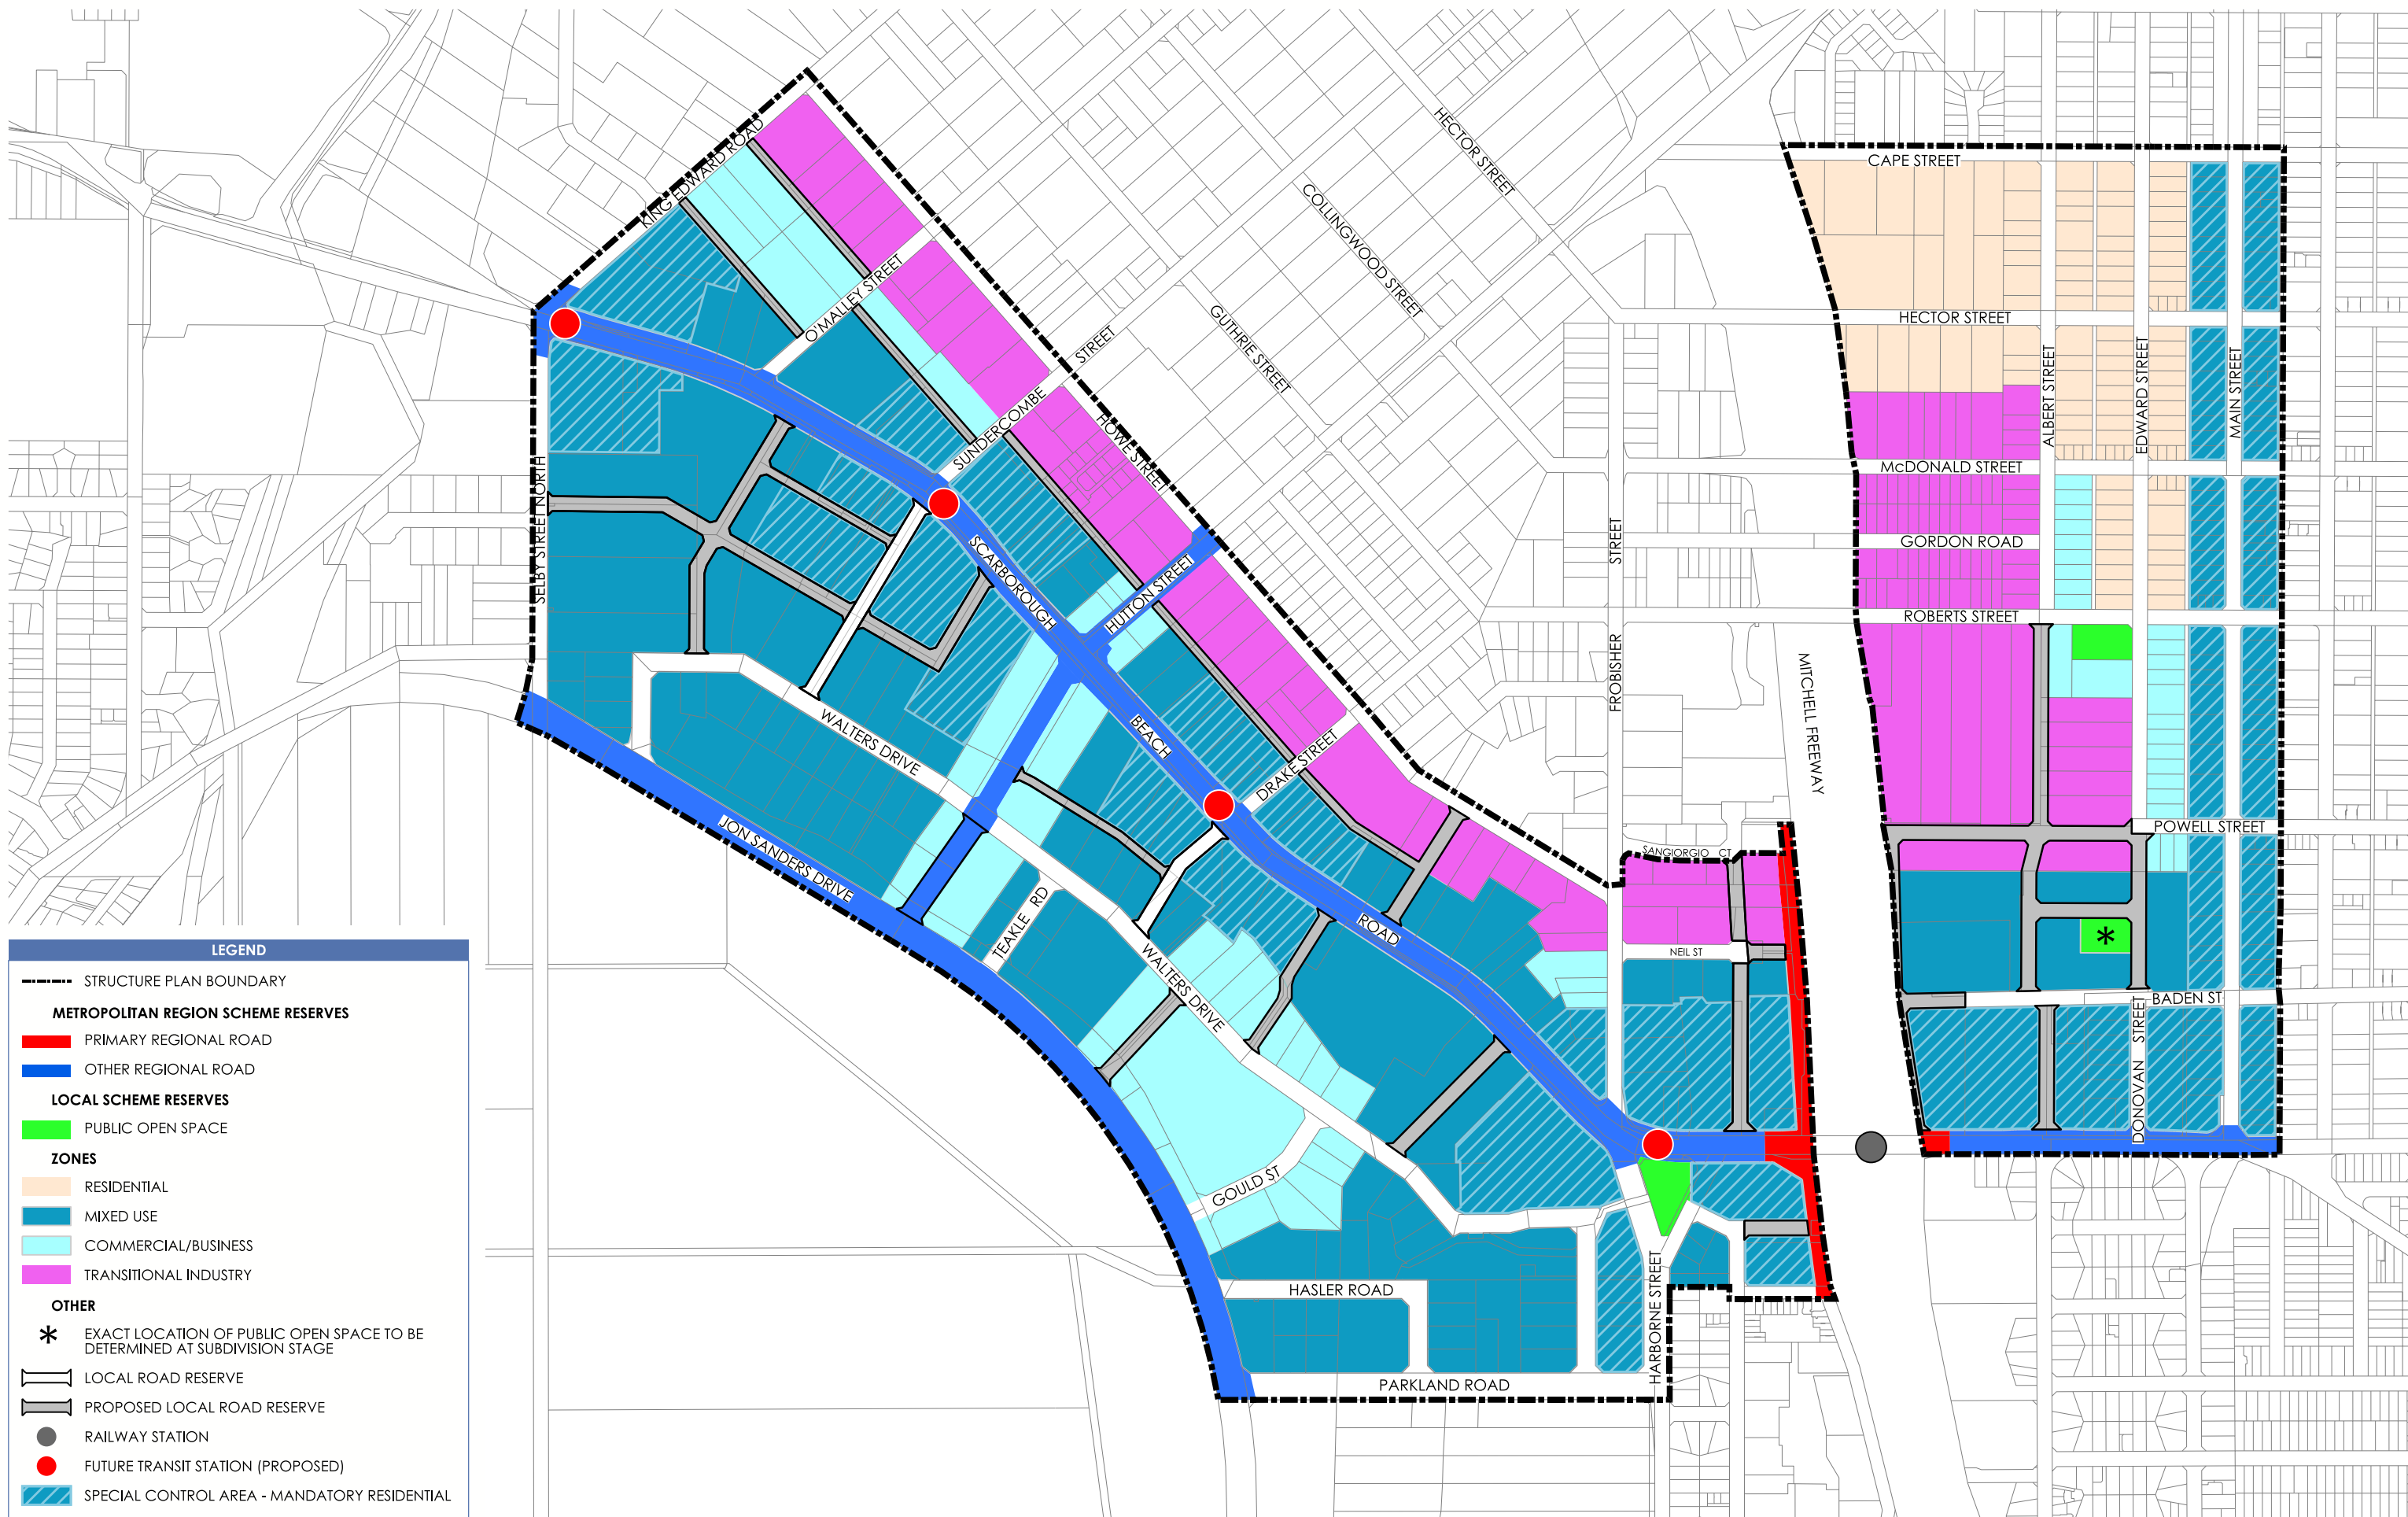 CAPE STREET
HECTOR STREET
KING EDWARD ROAD
COLLINGWOOD STREET
O'MALLEY STREET
GUTHRIE STREET
HECTOR STREET
STREET
SUNDERCOMBE
HOWE STREET
ALBERT STREET
EDWARD STREET
MAIN STREET
McDONALD STREET
SELBY STREET NORTH
SCARBOROUGH
HUTTON STREET
STREET
FROBISHER
GORDON ROAD
ROBERTS STREET
MITCHELL FREEWAY
WALTERS DRIVE
BEACH
DRAKE STREET
POWELL STREET
JON SANDERS DRIVE
SANGIORGIO CT
TEAKLE RD
ROAD
WALTERS DRIVE
NEIL ST
BADEN ST
DONOVAN STREET
GOULD ST
HARBORNE STREET
HASLER ROAD
PARKLAND ROAD
LEGEND
STRUCTURE PLAN BOUNDARY
METROPOLITAN REGION SCHEME RESERVES
PRIMARY REGIONAL ROAD
OTHER REGIONAL ROAD
LOCAL SCHEME RESERVES
PUBLIC OPEN SPACE
ZONES
RESIDENTIAL
MIXED USE
COMMERCIAL/BUSINESS
TRANSITIONAL INDUSTRY
OTHER
* EXACT LOCATION OF PUBLIC OPEN SPACE TO BE
DETERMINED AT SUBDIVISION STAGE
LOCAL ROAD RESERVE
PROPOSED LOCAL ROAD RESERVE
RAILWAY STATION
FUTURE TRANSIT STATION (PROPOSED)
SPECIAL CONTROL AREA - MANDATORY RESIDENTIAL